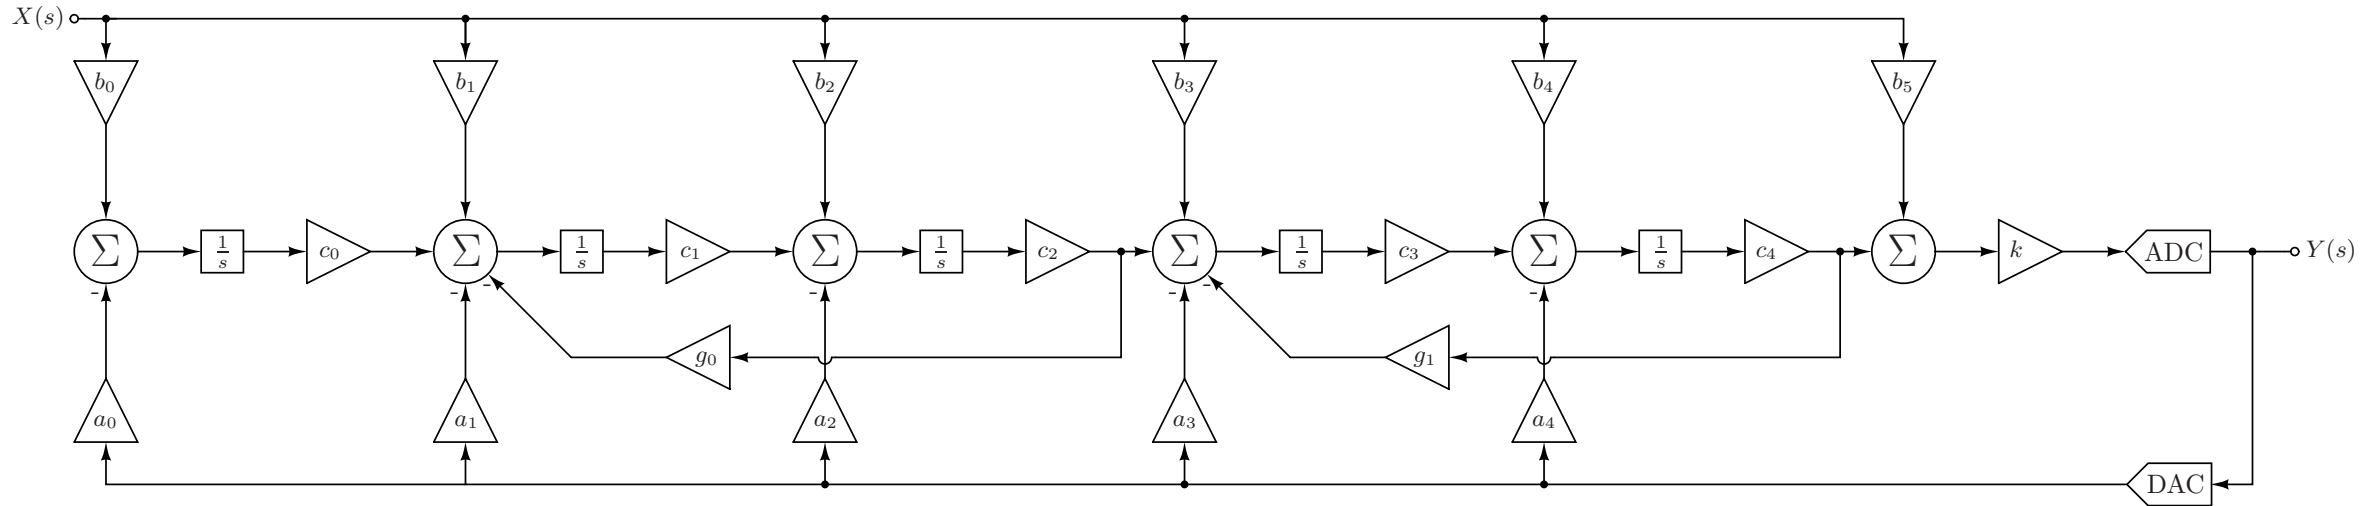 X(s)
b₀ b₁ b₂ b₃ b₄ b₅
∑ 1/s c₀ ∑ 1/s c₁ ∑ 1/s c₂ ∑ 1/s c₃ ∑ 1/s c₄ ∑ k ADC Y(s)
- - - - - - -
g₀ g₁
a₀ a₁ a₂ a₃ a₄
DAC